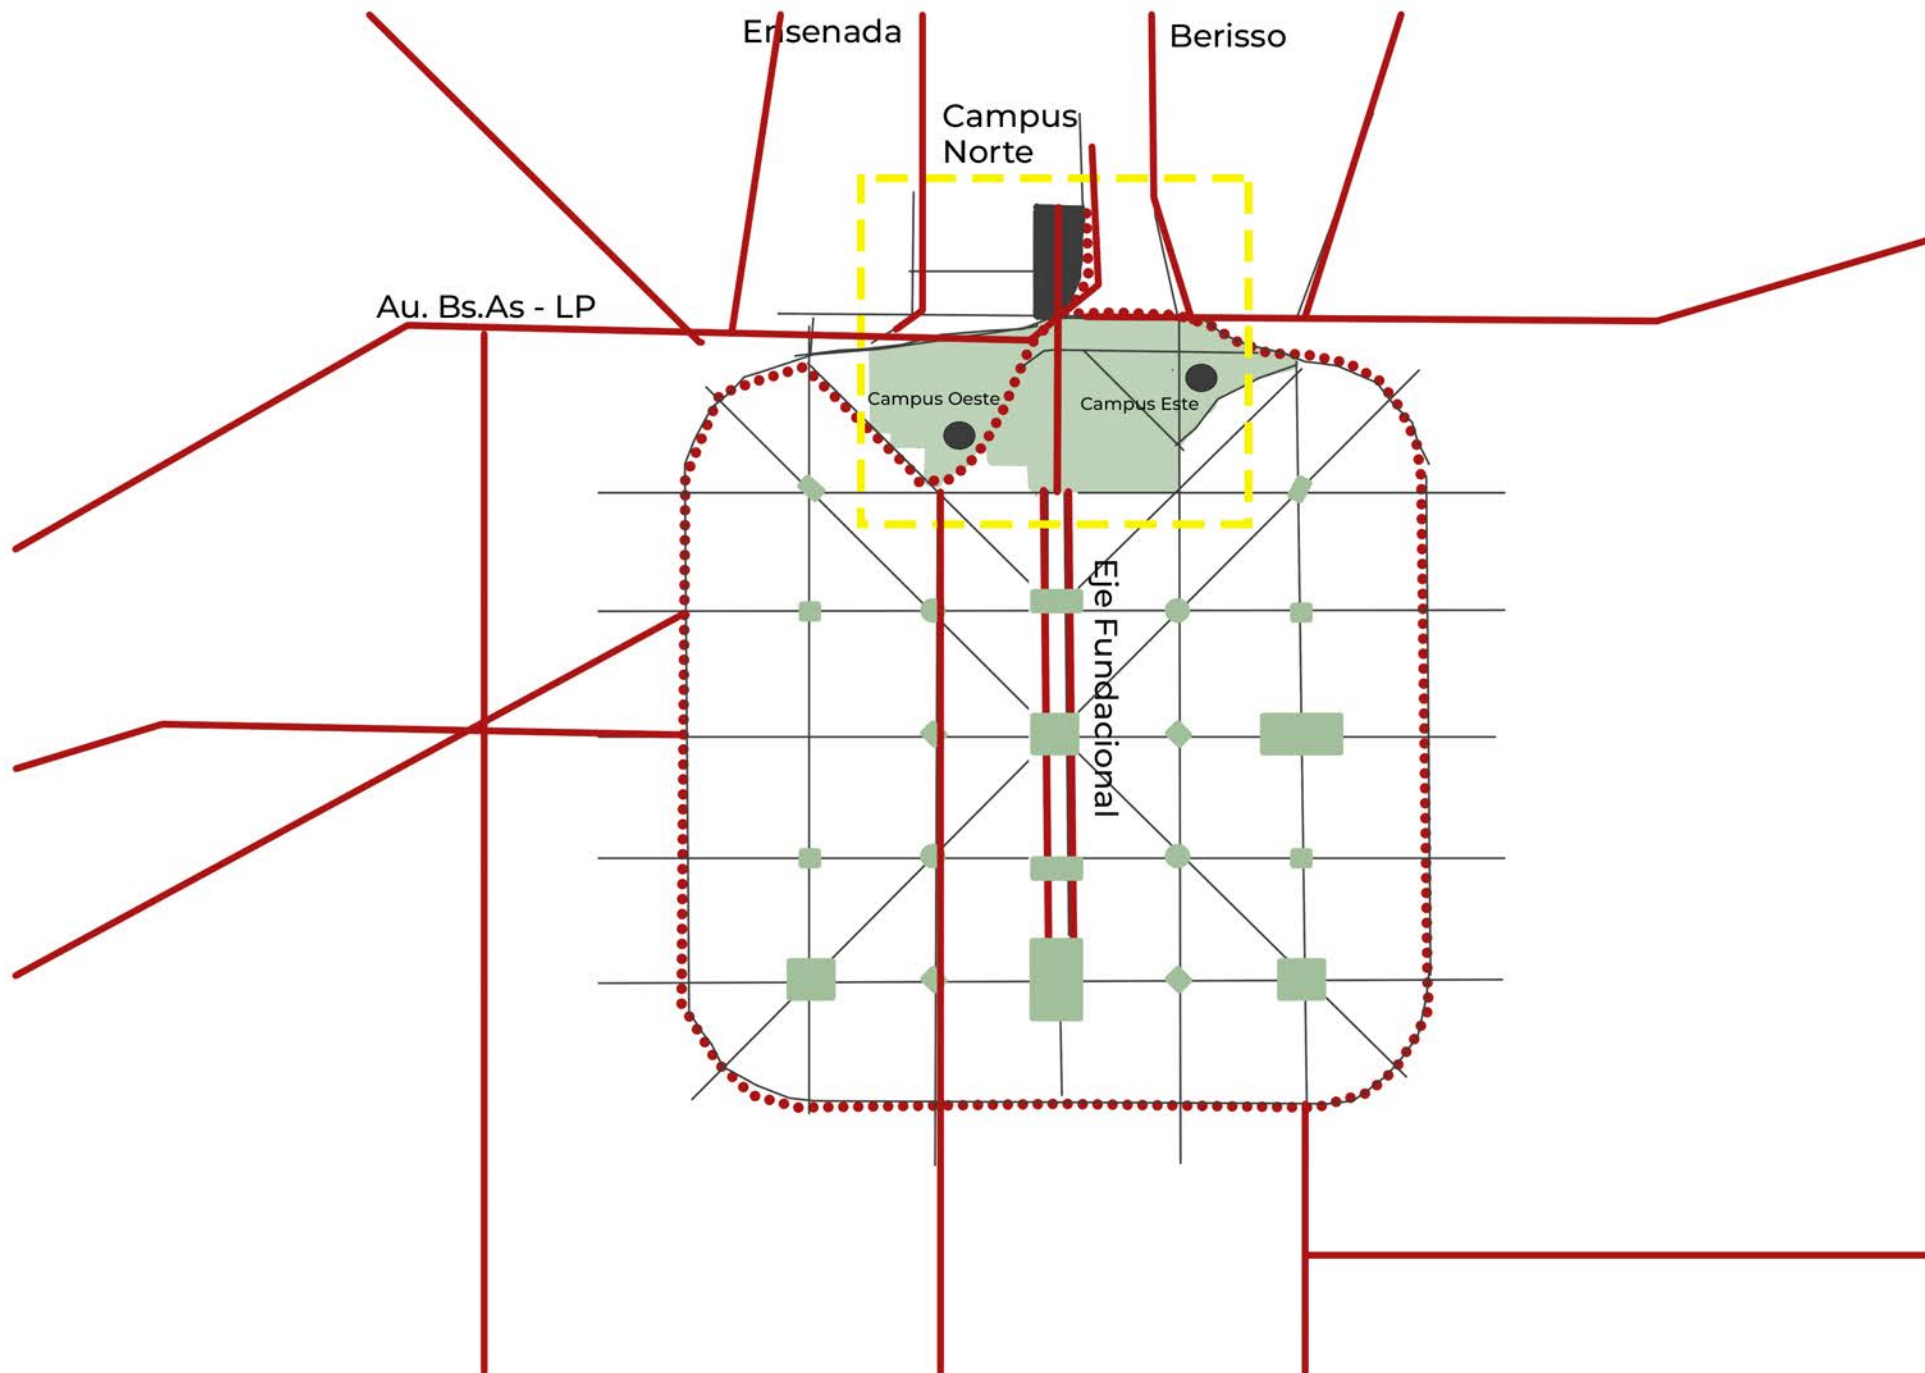 Ensenada
Berisso
Campus
Norte
Au. Bs.As - LP
Campus Oeste
Campus Este
Eje Fundacional